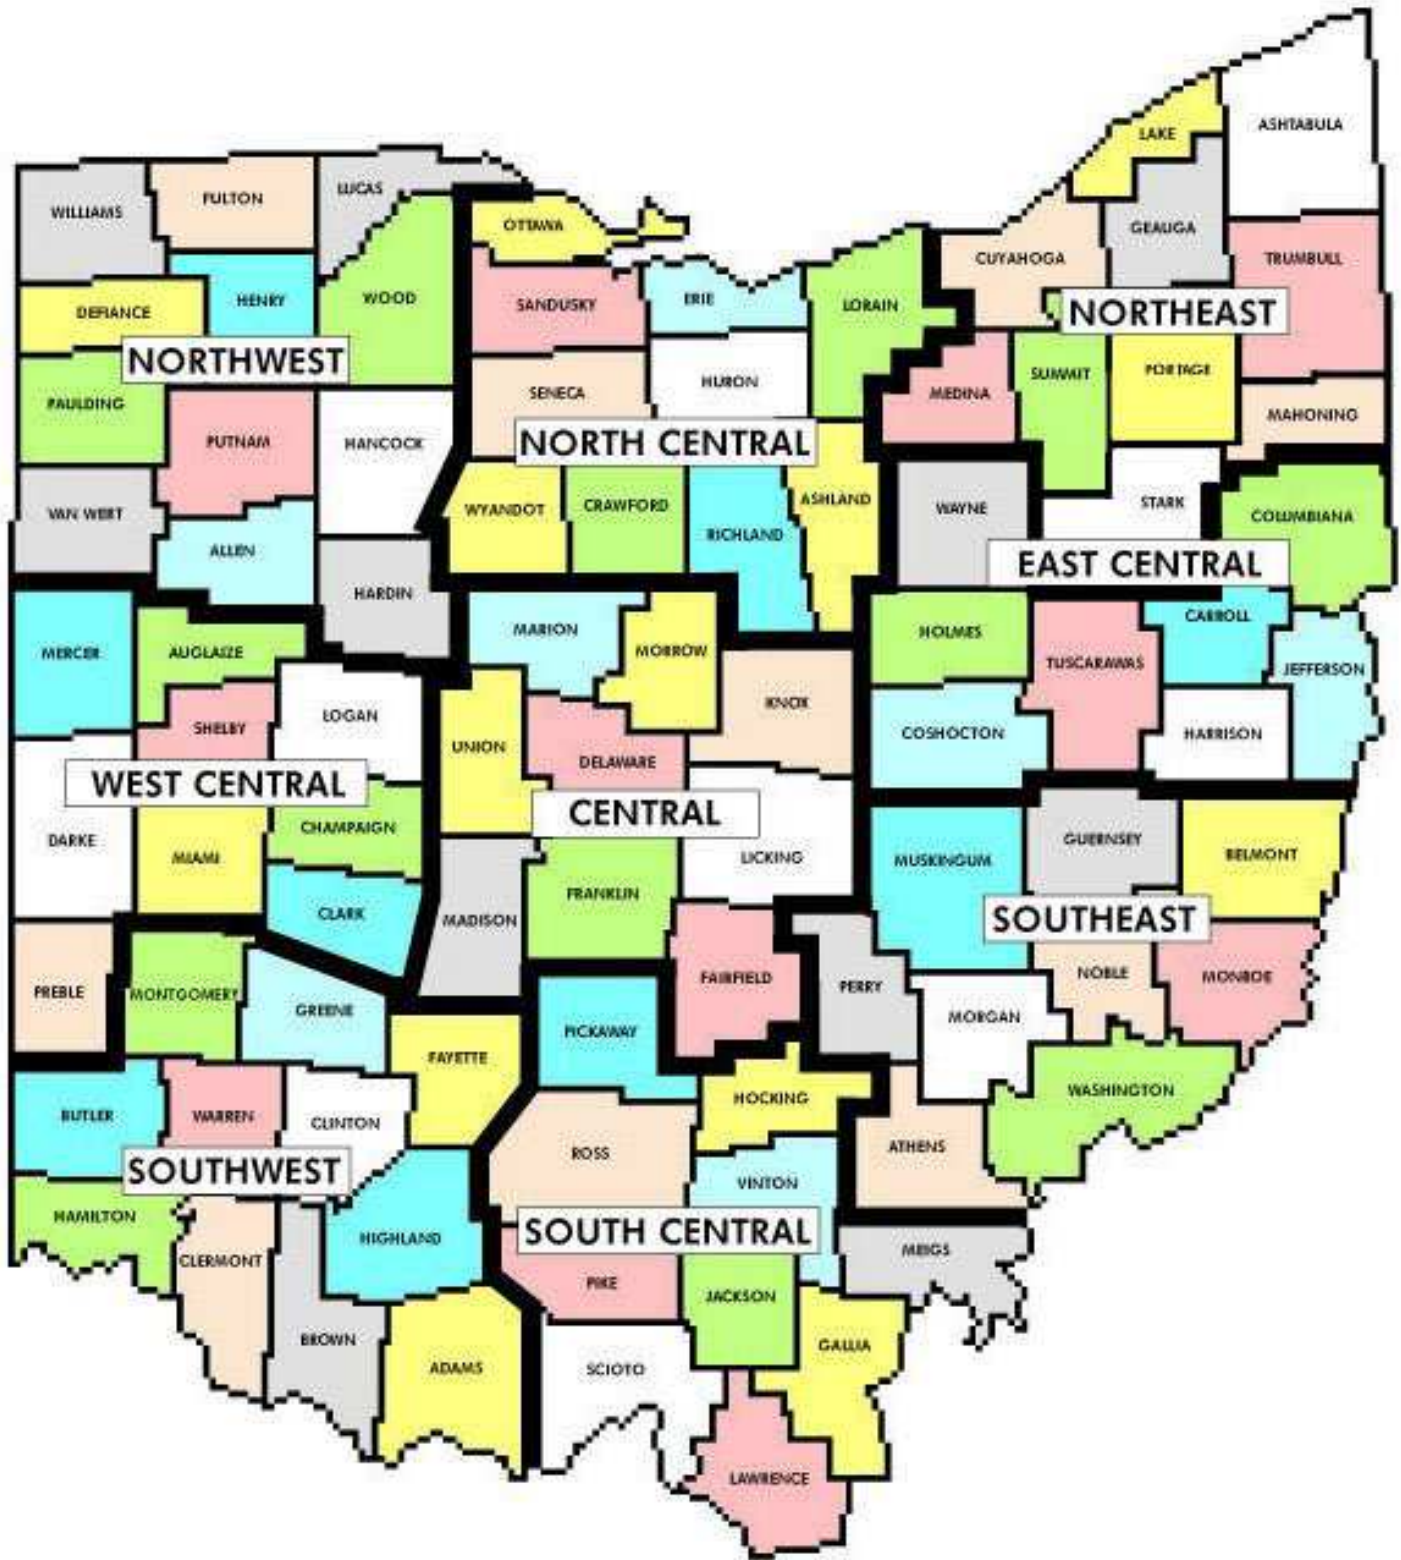 ASHTABULA
LAKE
LUCAS
FULTON
WILLIAMS
OTTAWA
GEAUGA
CUYAHOGA
TRUMBULL
HENRY
WOOD
ERIE
SANDUSKY
LORAIN
DEFIANCE
NORTHEAST
NORTHWEST
PORTAGE
SUMMIT
HURON
SENECA
MEDINA
PAULDING
MAHONING
PUTNAM
HANCOCK
NORTH CENTRAL
ASHLAND
STARK
CRAWFORD
WYANDOT
WAYNE
VAN WERT
COLUMBIANA
RICHLAND
ALLEN
EAST CENTRAL
HARDIN
CARROLL
MARION
HOLMES
MERCER
AUGLAIZE
MORROW
TUSCARAWAS
JEFFERSON
KNOX
LOGAN
SHELBY
COSHOCTON
HARRISON
UNION
DELAWARE
WEST CENTRAL
CENTRAL
CHAMPAIGN
DARKE
GUERNSEY
MIAMI
LICKING
MUSKINGUM
BELMONT
FRANKLIN
CLARK
MADISON
SOUTHEAST
NOBLE
FAIRFIELD
MONROE
PERRY
PREBLE
MONTGOMERY
GREENE
MORGAN
PICKAWAY
FAYETTE
WASHINGTON
HOCKING
BUTLER
WARREN
CLINTON
ATHENS
ROSS
SOUTHWEST
VINTON
HAMILTON
SOUTH CENTRAL
HIGHLAND
MEIGS
CLERMONT
PIKE
JACKSON
BROWN
GALLIA
ADAMS
SCIOTO
LAWRENCE